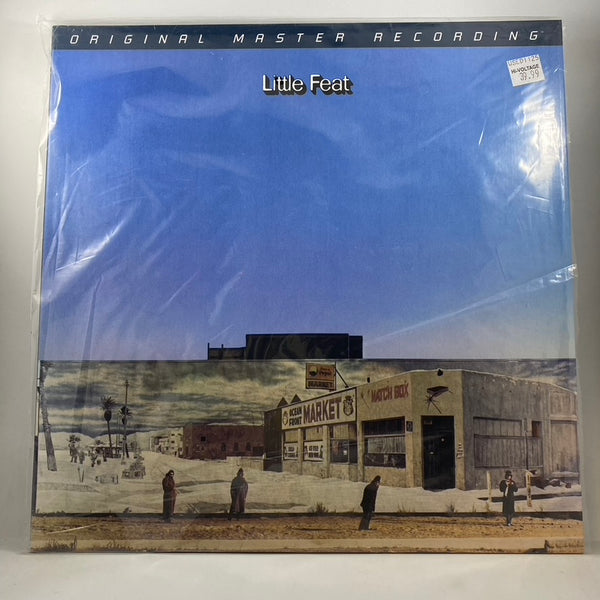 ORIGINAL MASTER RECORDING
HI-VOLTAGE
39.99
Little Feat
MARKET
OCEAN
FRONT
MARKET
MATCH BOX